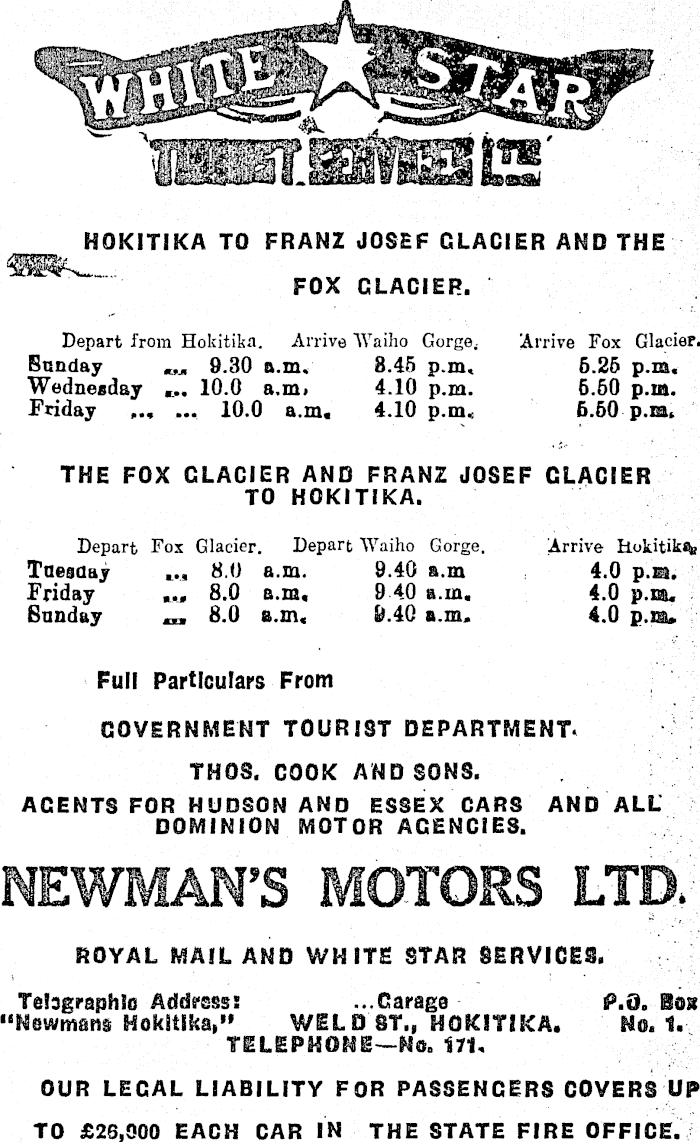 WHITE STAR
HOKITIKA TO FRANZ JOSEF GLACIER AND THE
FOX GLACIER.
Depart from Hokitika. Arrive Waiho Gorge. Arrive Fox Glacier.
Sunday ... 9.30 a.m. 3.45 p.m. 5.25 p.m.
Wednesday ... 10.0 a.m. 4.10 p.m. 5.50 p.m.
Friday ... ... 10.0 a.m. 4.10 p.m. 5.50 p.m.
THE FOX GLACIER AND FRANZ JOSEF GLACIER
TO HOKITIKA.
Depart Fox Glacier. Depart Waiho Gorge. Arrive Hokitika.
Tuesday ... 8.0 a.m. 9.40 a.m 4.0 p.m.
Friday ... 8.0 a.m. 9.40 a.m. 4.0 p.m.
Sunday ... 8.0 a.m. 9.40 a.m. 4.0 p.m.
Full Particulars From
GOVERNMENT TOURIST DEPARTMENT.
THOS. COOK AND SONS.
AGENTS FOR HUDSON AND ESSEX CARS AND ALL
DOMINION MOTOR AGENCIES.
NEWMAN'S MOTORS LTD.
ROYAL MAIL AND WHITE STAR SERVICES.
Telegraphic Address: ...Garage P.O. Box
"Newmans Hokitika," WELD ST., HOKITIKA. No. 1.
TELEPHONE—No. 171.
OUR LEGAL LIABILITY FOR PASSENGERS COVERS UP
TO £26,000 EACH CAR IN THE STATE FIRE OFFICE.